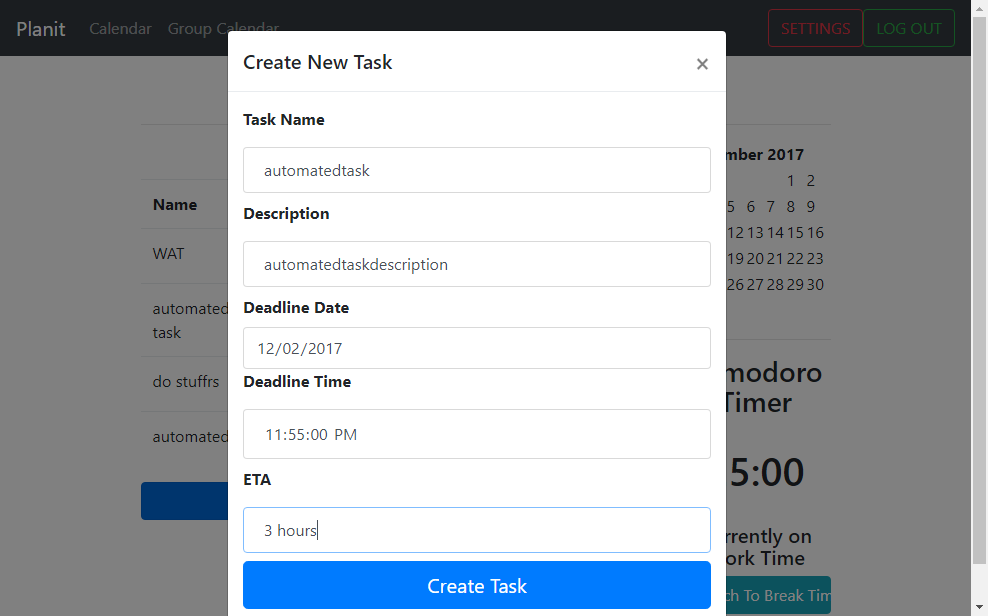 Planit Calendar Group Calendar SETTINGS LOG OUT
Create New Task ×
Task Name
automatedtask
Description
automatedtaskdescription
Deadline Date
12/02/2017
Deadline Time
11:55:00 PM
ETA
3 hours
Create Task
Name
WAT
automated
task
do stuffrs
automated
mber 2017
1 2
5 6 7 8 9
12 13 14 15 16
19 20 21 22 23
26 27 28 29 30
modoro
Timer
5:00
rrently on
ork Time
ch To Break Tim